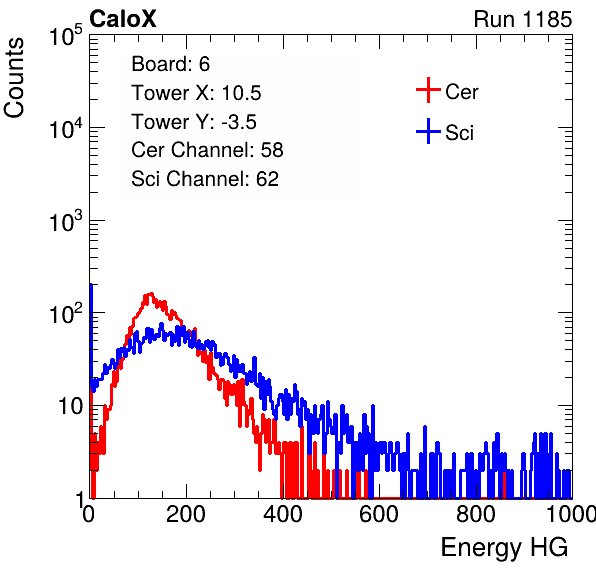 CaloX Run 1185
Counts
10^5
10^4
10^3
10^2
10
1
Board: 6
Tower X: 10.5
Tower Y: -3.5
Cer Channel: 58
Sci Channel: 62
Cer
Sci
0 200 400 600 800 1000
Energy HG